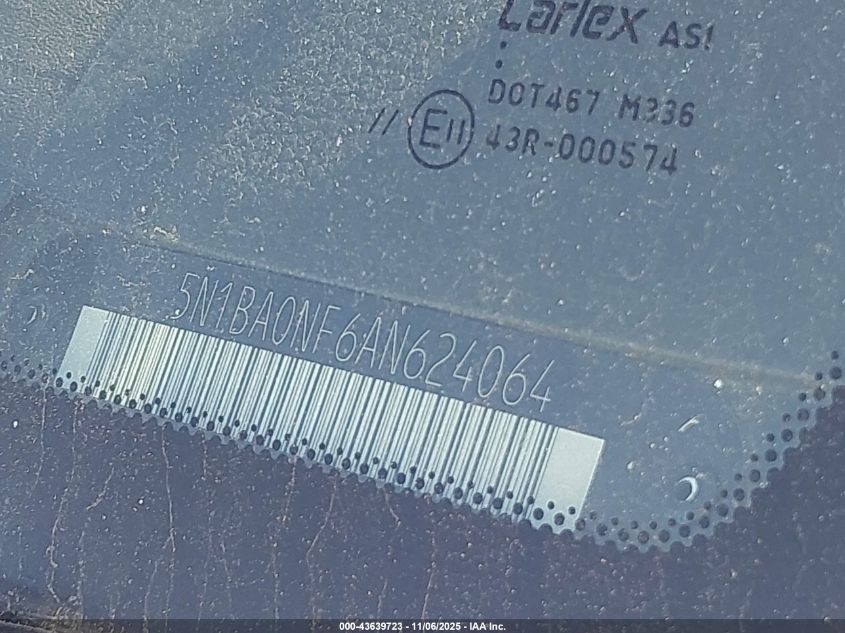 Carlex AS1
DOT467 M336
// E11 43R-000574
5N1BA0NF6AN624064
000-43639723 - 11/06/2025 - IAA Inc.